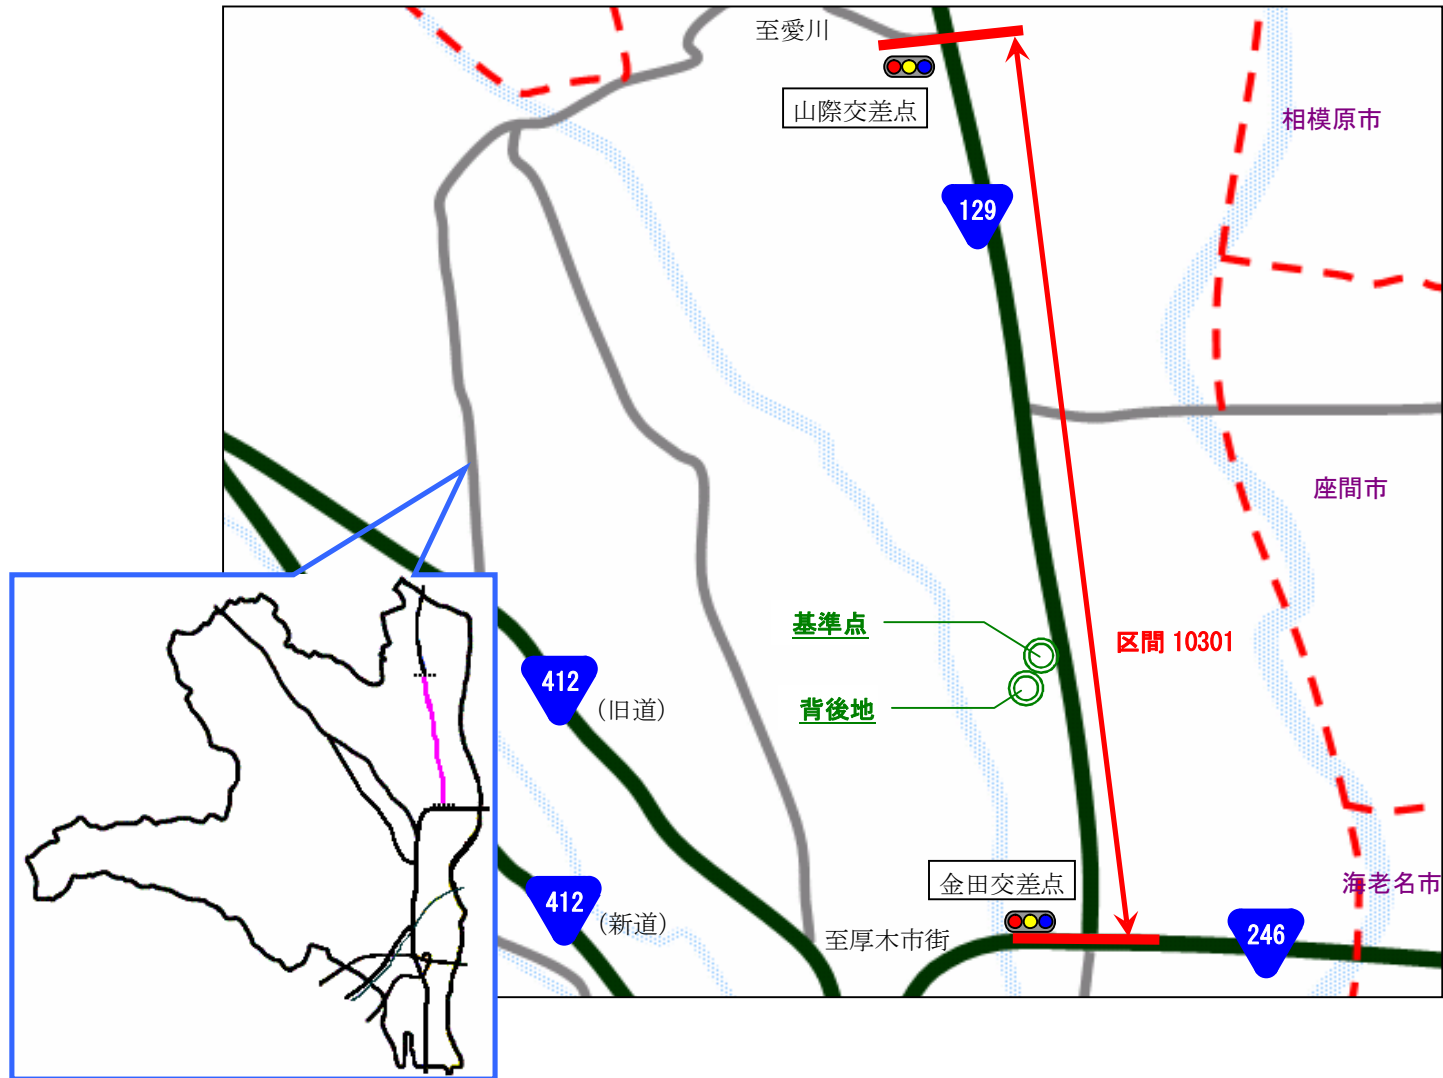 至愛川
山際交差点
相模原市
129
座間市
基準点
区間 10301
412
(旧道)
背後地
金田交差点
海老名市
412
(新道)
至厚木市街
246